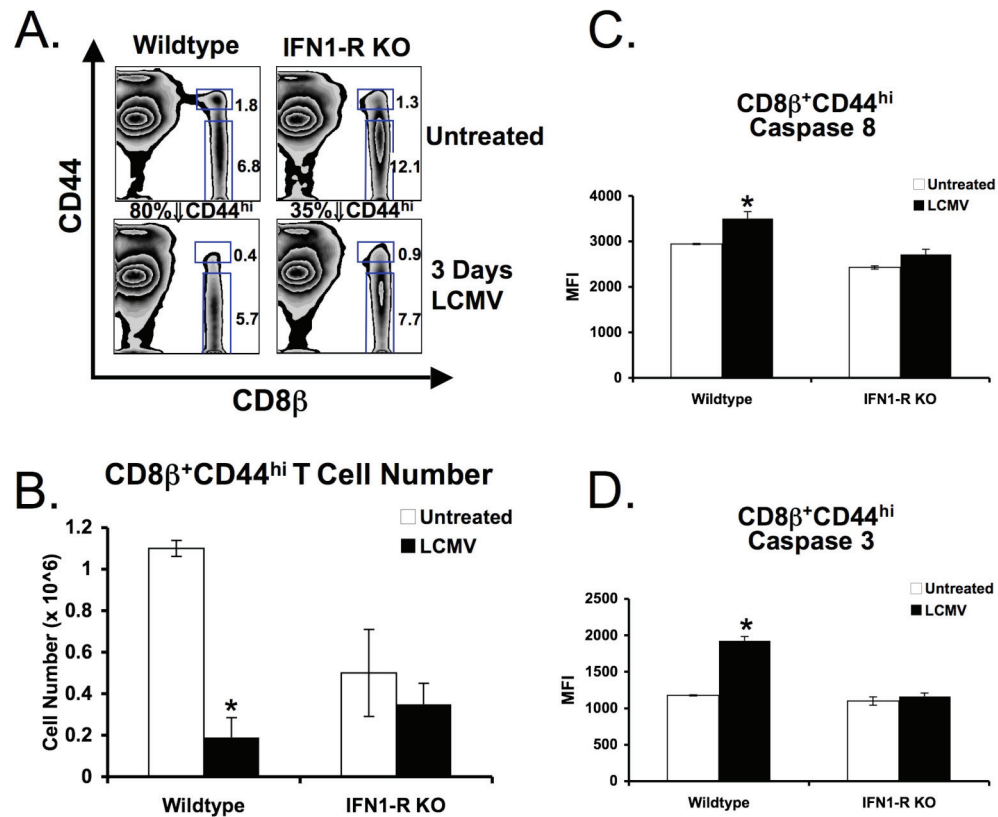 A.
Wildtype
IFN1-R KO
CD44
1.8
6.8
1.3
12.1
Untreated
80%⇓CD44hi
35%⇓CD44hi
0.4
5.7
0.9
7.7
3 Days
LCMV
CD8β
B.
CD8β+CD44hi T Cell Number
Untreated
LCMV
Cell Number (x 10^6)
1.2
1
0.8
0.6
0.4
0.2
0
*
Wildtype
IFN1-R KO
C.
CD8β+CD44hi
Caspase 8
Untreated
LCMV
MFI
4000
3000
2000
1000
0
*
Wildtype
IFN1-R KO
D.
CD8β+CD44hi
Caspase 3
Untreated
LCMV
MFI
2500
2000
1500
1000
500
0
*
Wildtype
IFN1-R KO